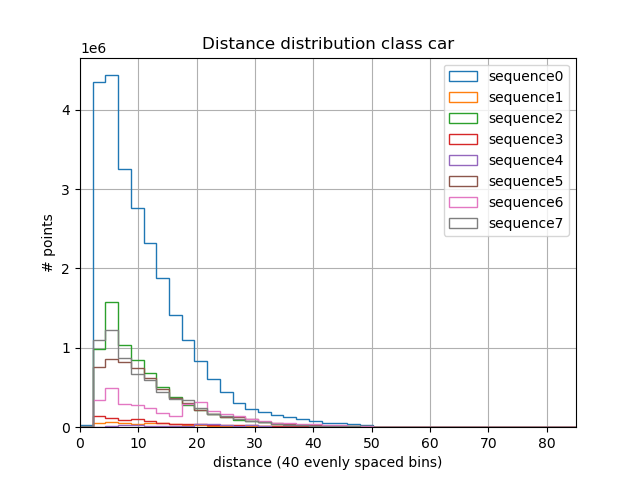 Distance distribution class car
1e6
4
3
2
1
0
# points
sequence0
sequence1
sequence2
sequence3
sequence4
sequence5
sequence6
sequence7
0 10 20 30 40 50 60 70 80
distance (40 evenly spaced bins)